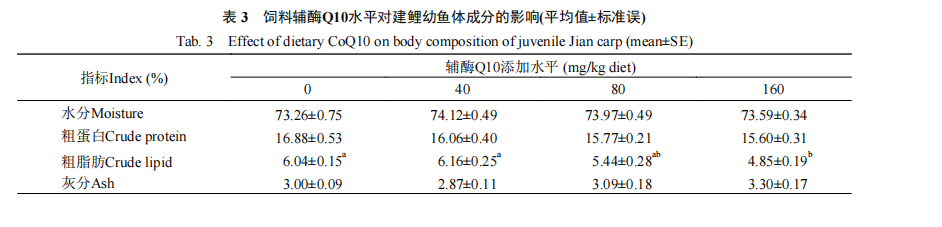 表 3 饲料辅酶Q10水平对建鲤幼鱼体成分的影响(平均值±标准误)
Tab. 3 Effect of dietary CoQ10 on body composition of juvenile Jian carp (mean±SE)
指标Index (%) 辅酶Q10添加水平 (mg/kg diet)
0 40 80 160
水分Moisture 73.26±0.75 74.12±0.49 73.97±0.49 73.59±0.34
粗蛋白Crude protein 16.88±0.53 16.06±0.40 15.77±0.21 15.60±0.31
粗脂肪Crude lipid 6.04±0.15a 6.16±0.25a 5.44±0.28ab 4.85±0.19b
灰分Ash 3.00±0.09 2.87±0.11 3.09±0.18 3.30±0.17